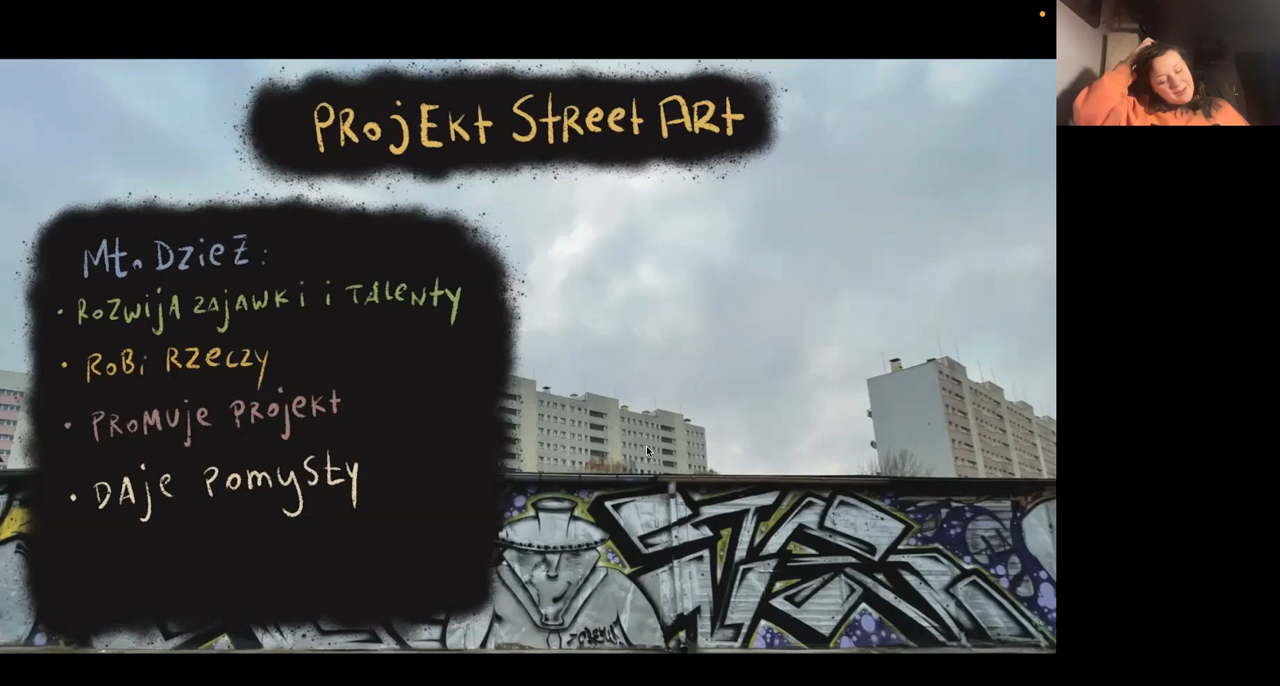 PROjEKt StReet ARt
Mł.DzieŻ:
• ROZWijA ZAjAWKi i TALeNTy
• ROBi RZECZY
• PROMUje PROjeKt
• DAje PomySły